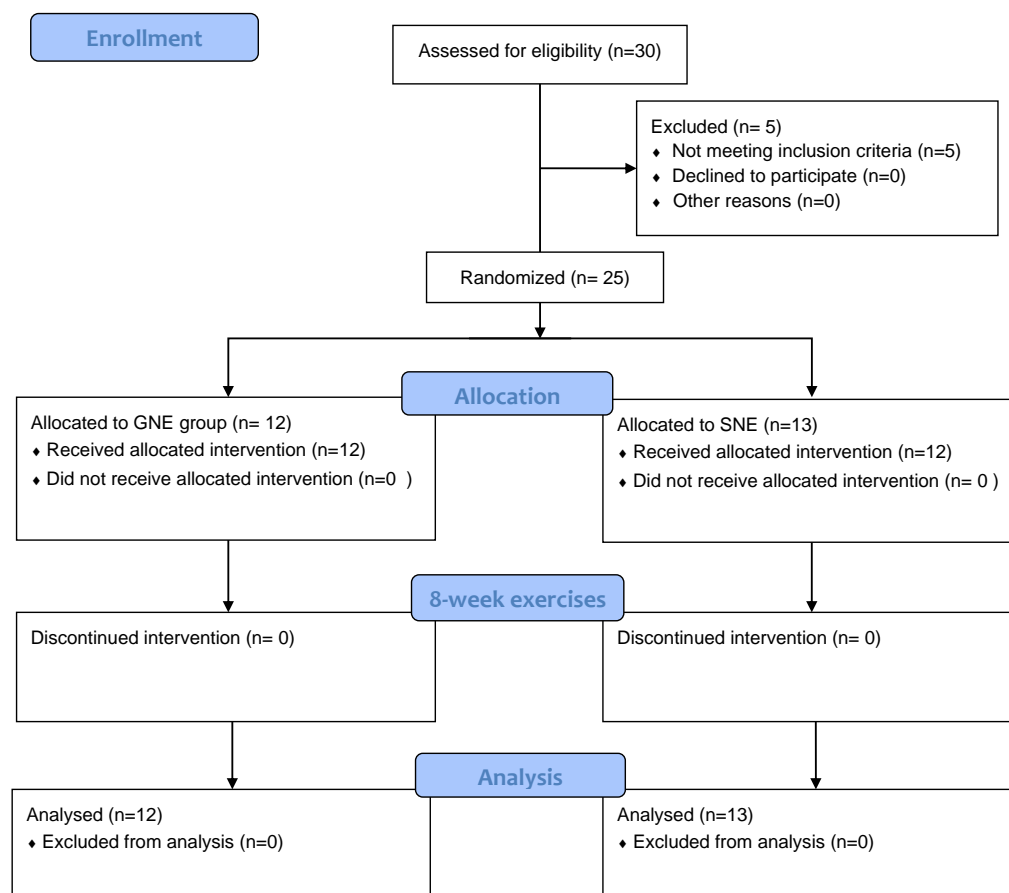 Enrollment
Assessed for eligibility (n=30)
Excluded (n= 5)
♦ Not meeting inclusion criteria (n=5)
♦ Declined to participate (n=0)
♦ Other reasons (n=0)
Randomized (n= 25)
Allocation
Allocated to GNE group (n= 12)
♦ Received allocated intervention (n=12)
♦ Did not receive allocated intervention (n=0 )
Allocated to SNE (n=13)
♦ Received allocated intervention (n=12)
♦ Did not receive allocated intervention (n= 0 )
8-week exercises
Discontinued intervention (n= 0)
Discontinued intervention (n= 0)
Analysis
Analysed (n=12)
♦ Excluded from analysis (n=0)
Analysed (n=13)
♦ Excluded from analysis (n=0)